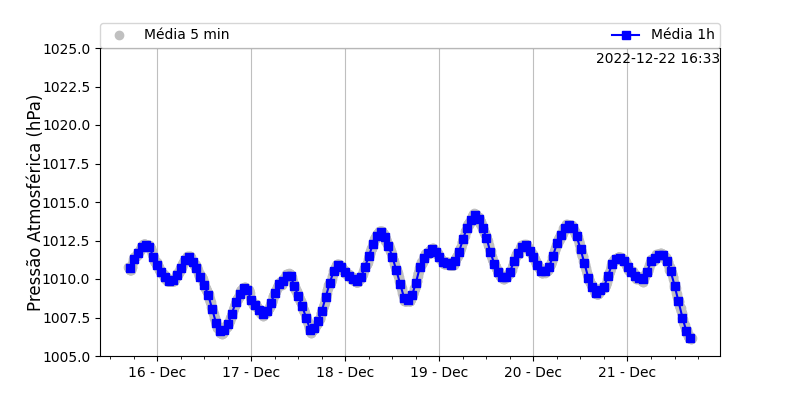 Média 5 min
Média 1h
2022-12-22 16:33
Pressão Atmosférica (hPa)
1025.0
1022.5
1020.0
1017.5
1015.0
1012.5
1010.0
1007.5
1005.0
16 - Dec
17 - Dec
18 - Dec
19 - Dec
20 - Dec
21 - Dec